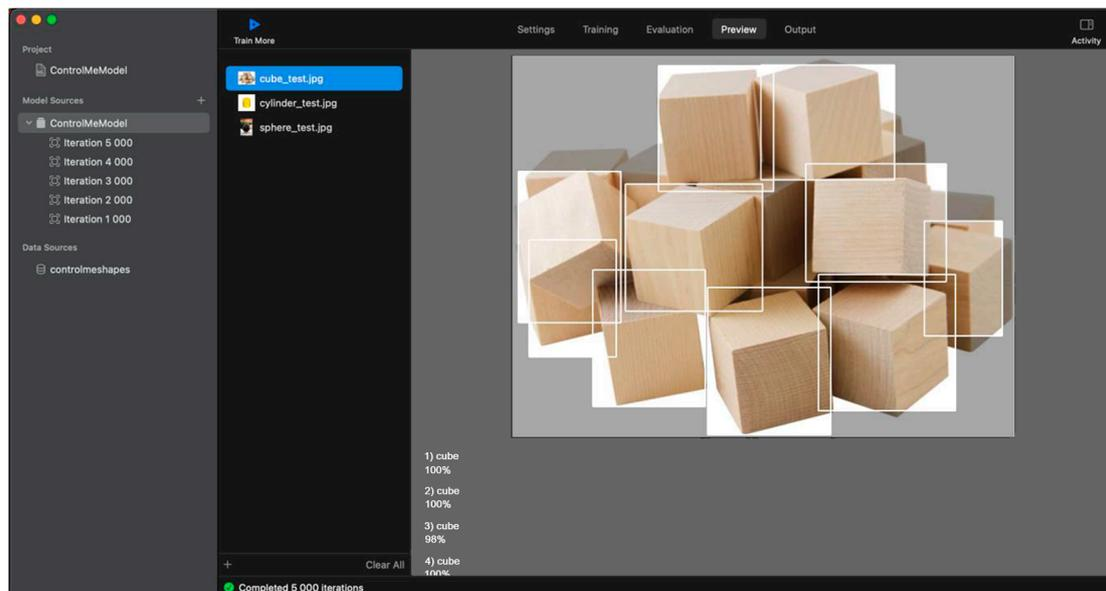 Train More
Settings
Training
Evaluation
Preview
Output
Activity
Project
ControlMeModel
Model Sources
+
ControlMeModel
Iteration 5 000
Iteration 4 000
Iteration 3 000
Iteration 2 000
Iteration 1 000
Data Sources
controlmeshapes
cube_test.jpg
cylinder_test.jpg
sphere_test.jpg
1) cube
100%
2) cube
100%
3) cube
98%
4) cube
100%
+ Clear All
Completed 5 000 iterations